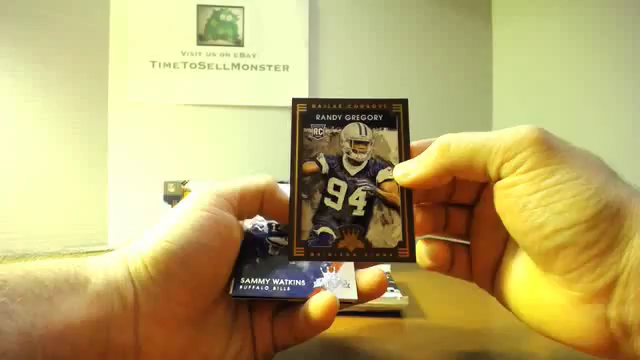 VISIT US ON EBAY
TIMETOSELLMONSTER
DALLAS COWBOYS
RANDY GREGORY
RC
94
SAMMY WATKINS
BUFFALO BILLS